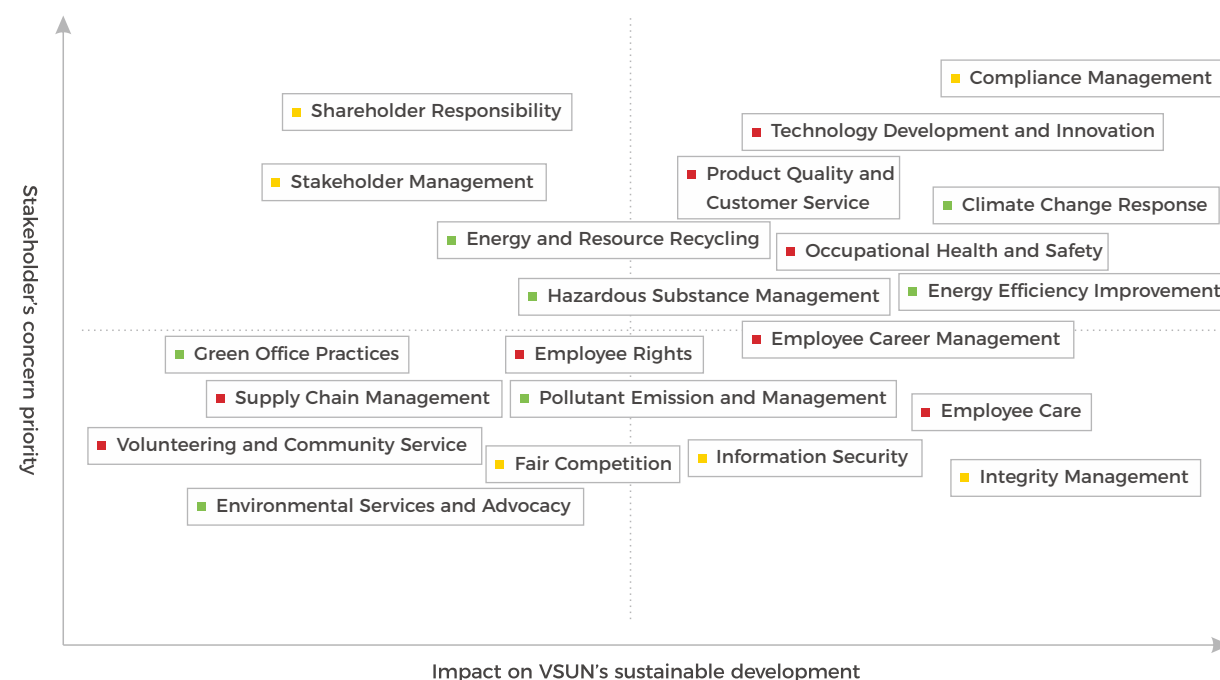 Compliance Management
Shareholder Responsibility
Technology Development and Innovation
Product Quality and
Customer Service
Stakeholder Management
Climate Change Response
Energy and Resource Recycling
Occupational Health and Safety
Hazardous Substance Management
Energy Efficiency Improvement
Employee Career Management
Green Office Practices
Employee Rights
Supply Chain Management
Pollutant Emission and Management
Employee Care
Volunteering and Community Service
Fair Competition
Information Security
Integrity Management
Environmental Services and Advocacy
Stakeholder’s concern priority
Impact on VSUN’s sustainable development